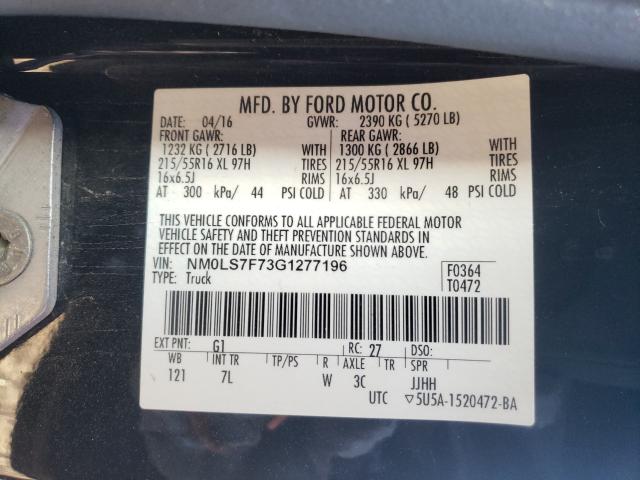 MFD. BY FORD MOTOR CO.
DATE: 04/16 GVWR: 2390 KG ( 5270 LB)
FRONT GAWR: REAR GAWR:
1232 KG ( 2716 LB) WITH 1300 KG ( 2866 LB) WITH
215/55R16 XL 97H TIRES 215/55R16 XL 97H TIRES
16x6.5J RIMS 16x6.5J RIMS
AT 300 kPa/ 44 PSI COLD AT 330 kPa/ 48 PSI COLD
THIS VEHICLE CONFORMS TO ALL APPLICABLE FEDERAL MOTOR
VEHICLE SAFETY AND THEFT PREVENTION STANDARDS IN
EFFECT ON THE DATE OF MANUFACTURE SHOWN ABOVE.
VIN: NM0LS7F73G1277196 F0364
TYPE: Truck T0472
EXT PNT: G1 RC: 27 DSO:
WB INT TR TP/PS R AXLE TR SPR
121 7L W 3C JJHH
UTC ▽5U5A-1520472-BA